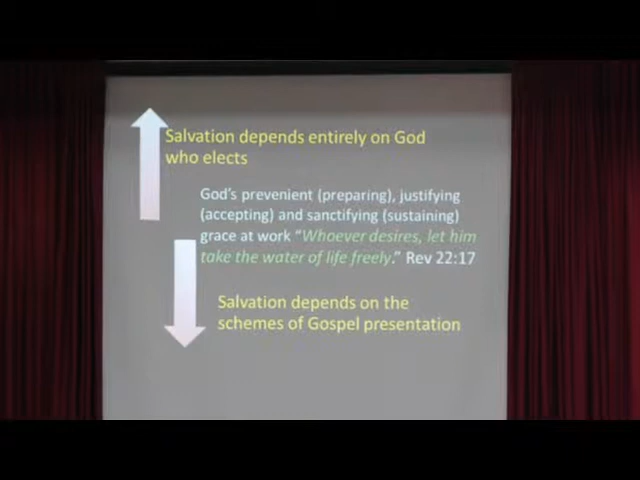 Salvation depends entirely on God
who elects
God's prevenient (preparing), justifying
(accepting) and sanctifying (sustaining)
grace at work “Whoever desires, let him
take the water of life freely.” Rev 22:17
Salvation depends on the
schemes of Gospel presentation